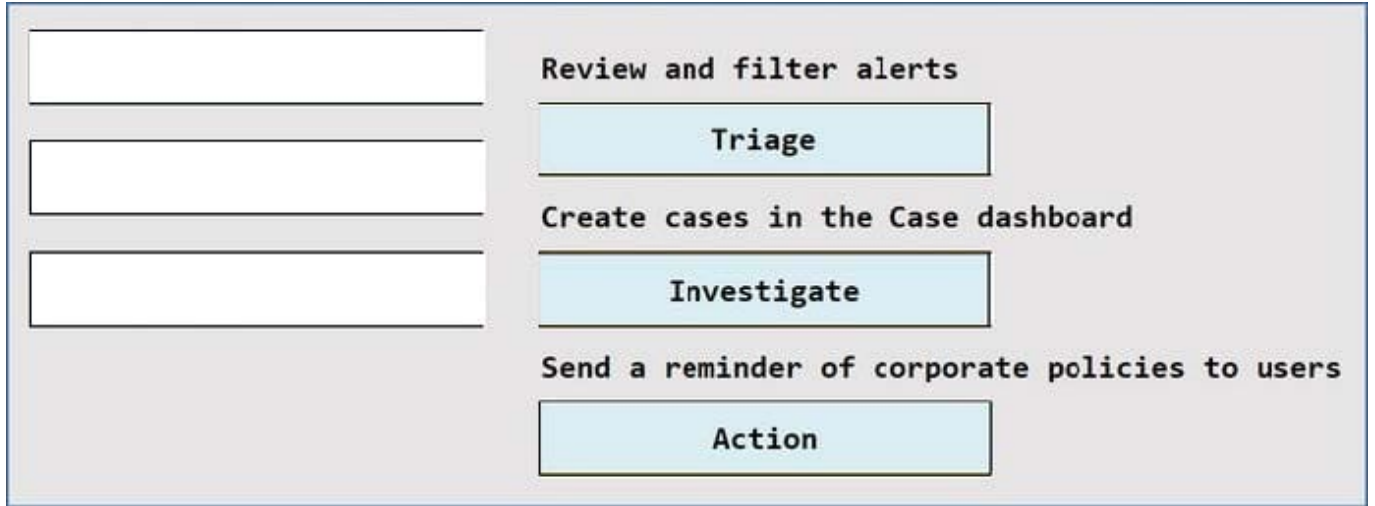 Review and filter alerts
Triage
Create cases in the Case dashboard
Investigate
Send a reminder of corporate policies to users
Action